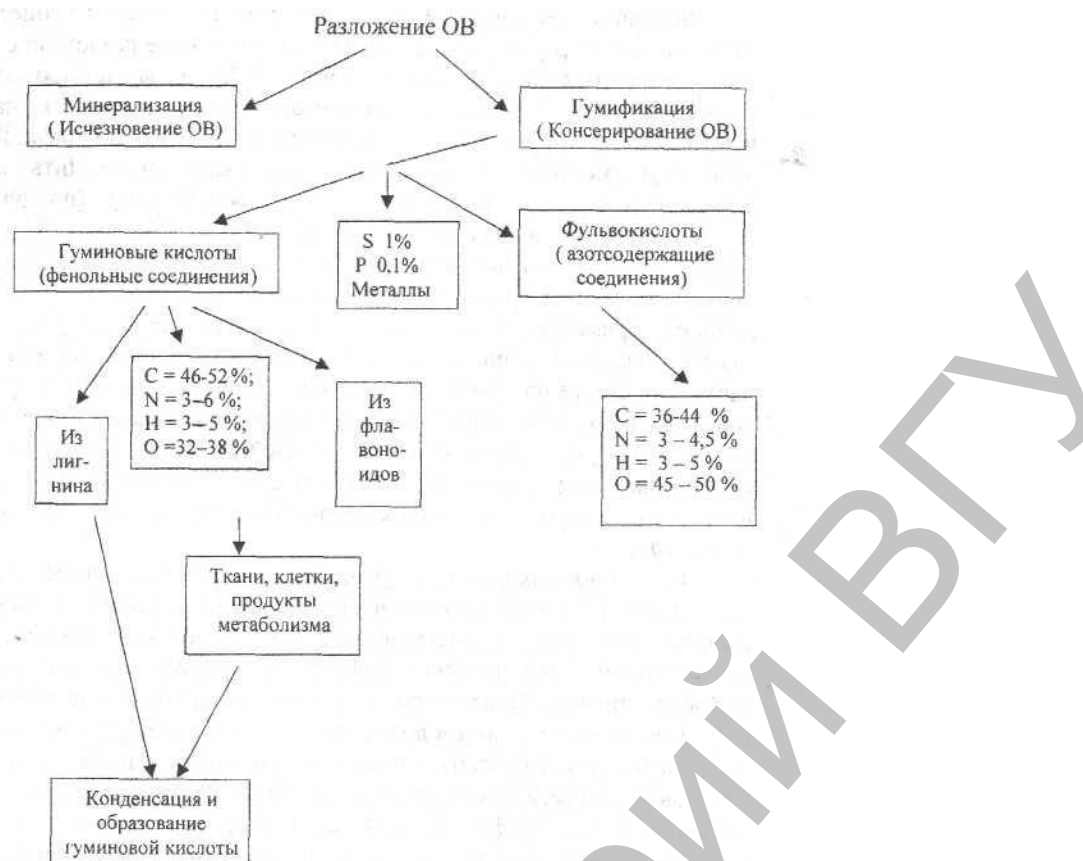 Разложение ОВ
Минерализация
( Исчезновение ОВ)
Гумификация
( Консерирование ОВ)
Гуминовые кислоты
(фенольные соединения)
S 1%
P 0,1%
Металлы
Фульвокислоты
( азотсодержащие
соединения)
Из
лиг-
нина
C = 46-52 %;
N = 3–6 %;
H = 3–5 %;
O =32–38 %
Из
фла-
воно-
идов
C = 36-44 %
N = 3 – 4,5 %
H = 3 – 5 %
O = 45 – 50 %
Ткани, клетки,
продукты
метаболизма
Конденсация и
образование
гуминовой кислоты
ВГУ